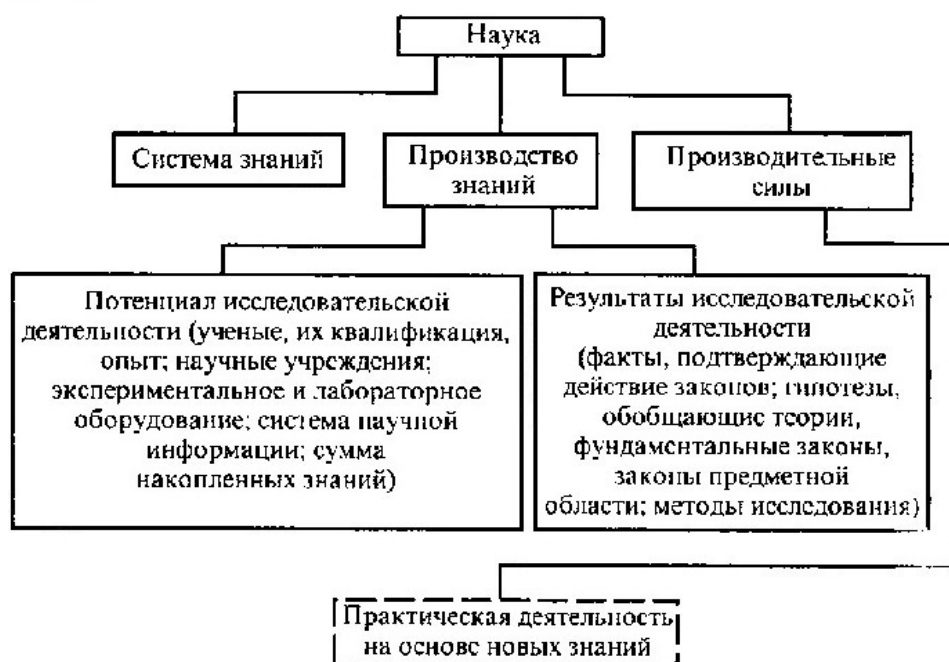 Наука
Система знаний
Производство
знаний
Производительные
силы
Потенциал исследовательской
деятельности (ученые, их квалификация,
опыт; научные учреждения;
экспериментальное и лабораторное
оборудование; система научной
информации; сумма
накопленных знаний)
Результаты исследовательской
деятельности
(факты, подтверждающие
действие законов; гипотезы,
обобщающие теории,
фундаментальные законы,
законы предметной
области; методы исследования)
Практическая деятельность
на основе новых знаний